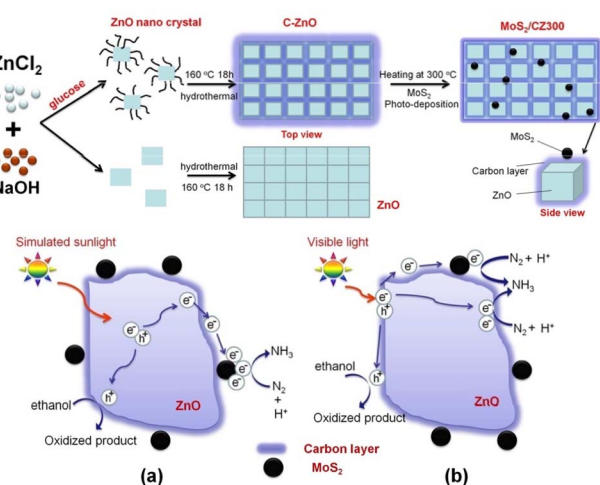 ZnO nano crystal
C-ZnO
MoS₂/CZ300
ZnCl₂
glucose
+
NaOH
160 °C 18h
hydrothermal
Heating at 300 °C
MoS₂
Photo-deposition
Top view
hydrothermal
160 °C 18 h
ZnO
MoS₂
Carbon layer
ZnO
Side view
Simulated sunlight
e⁻
e⁻
e⁻
h⁺
e⁻
e⁻
e⁻
NH₃
N₂
+
H⁺
h⁺
ethanol
ZnO
Oxidized product
(a)
Visible light
e⁻
e⁻
N₂ + H⁺
NH₃
e⁻
h⁺
e⁻
e⁻
N₂ + H⁺
h⁺
ethanol
ZnO
Oxidized product
(b)
Carbon layer
MoS₂